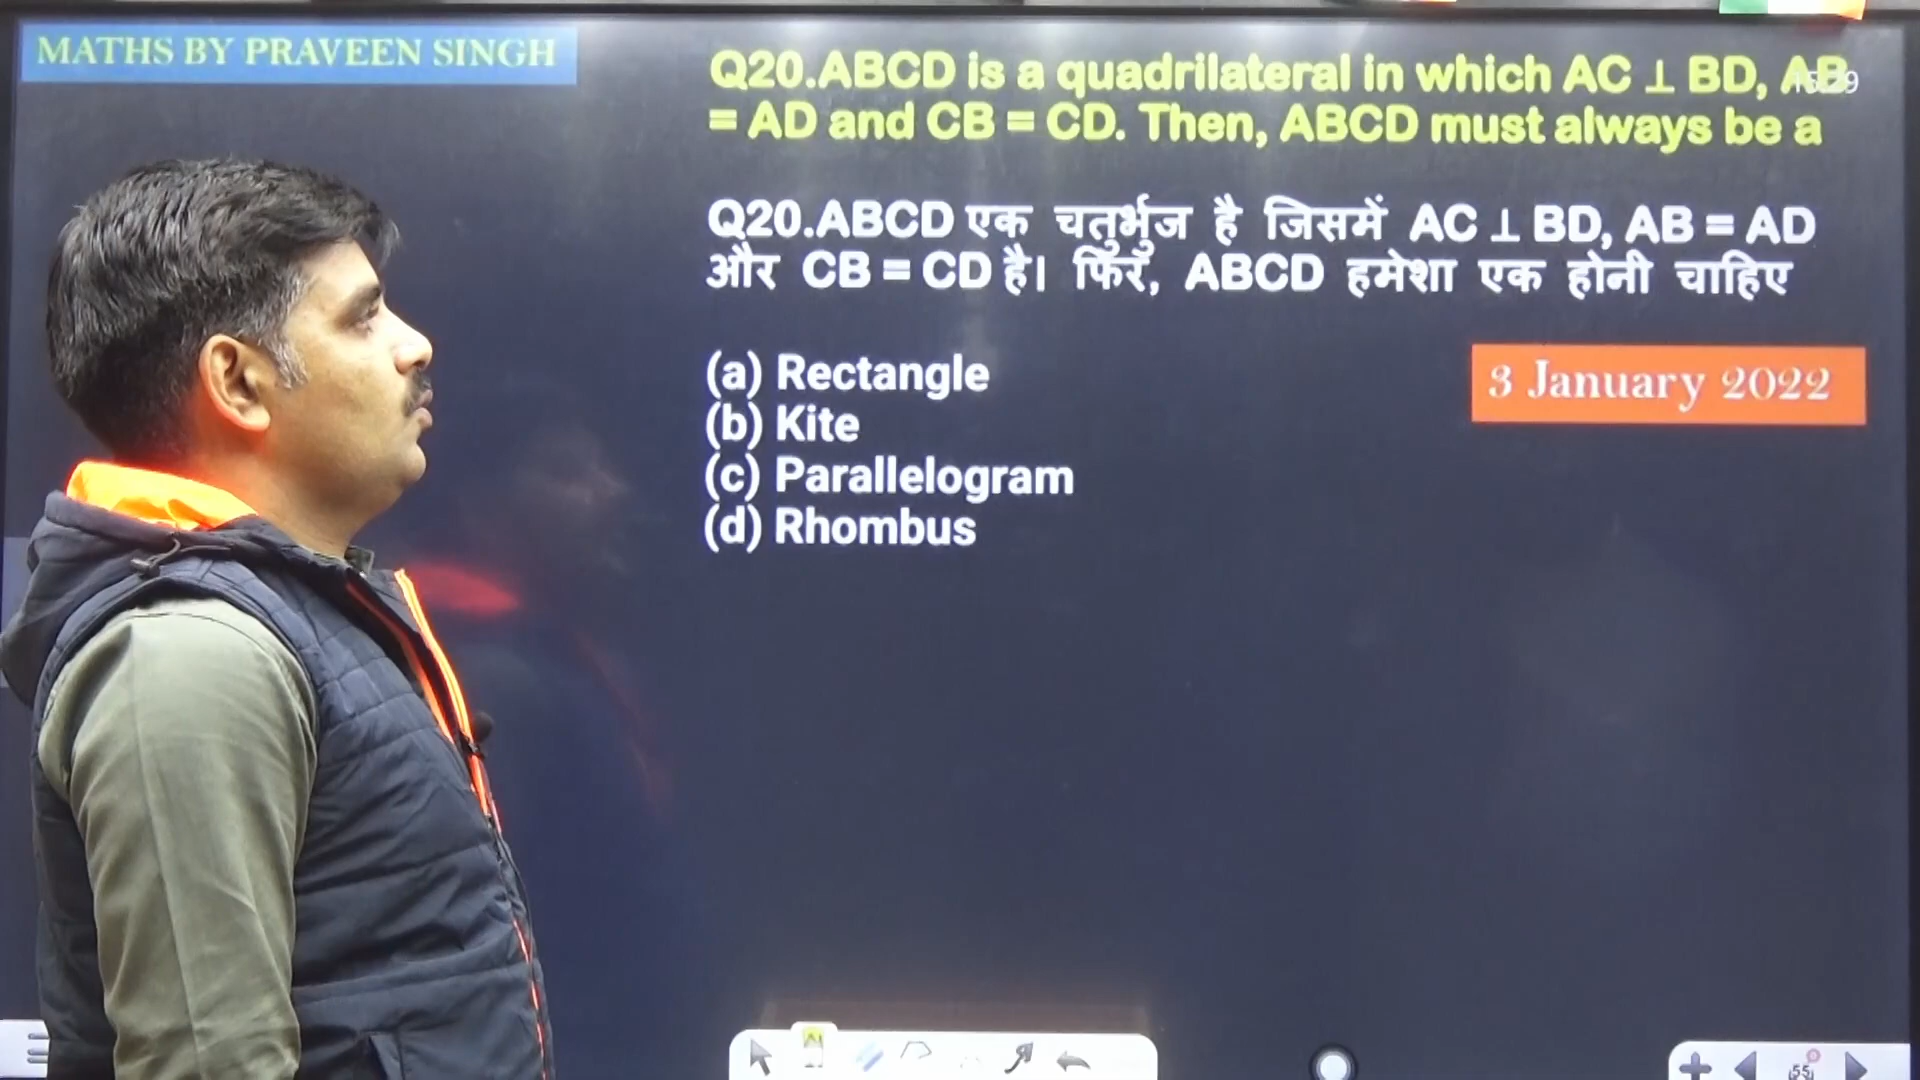 MATHS BY PRAVEEN SINGH
Q20.ABCD is a quadrilateral in which AC ⊥ BD, AB
= AD and CB = CD. Then, ABCD must always be a
Q20.ABCD एक चतुर्भुज है जिसमें AC ⊥ BD, AB = AD
और CB = CD है। फिर, ABCD हमेशा एक होनी चाहिए
(a) Rectangle
(b) Kite
(c) Parallelogram
(d) Rhombus
3 January 2022
55